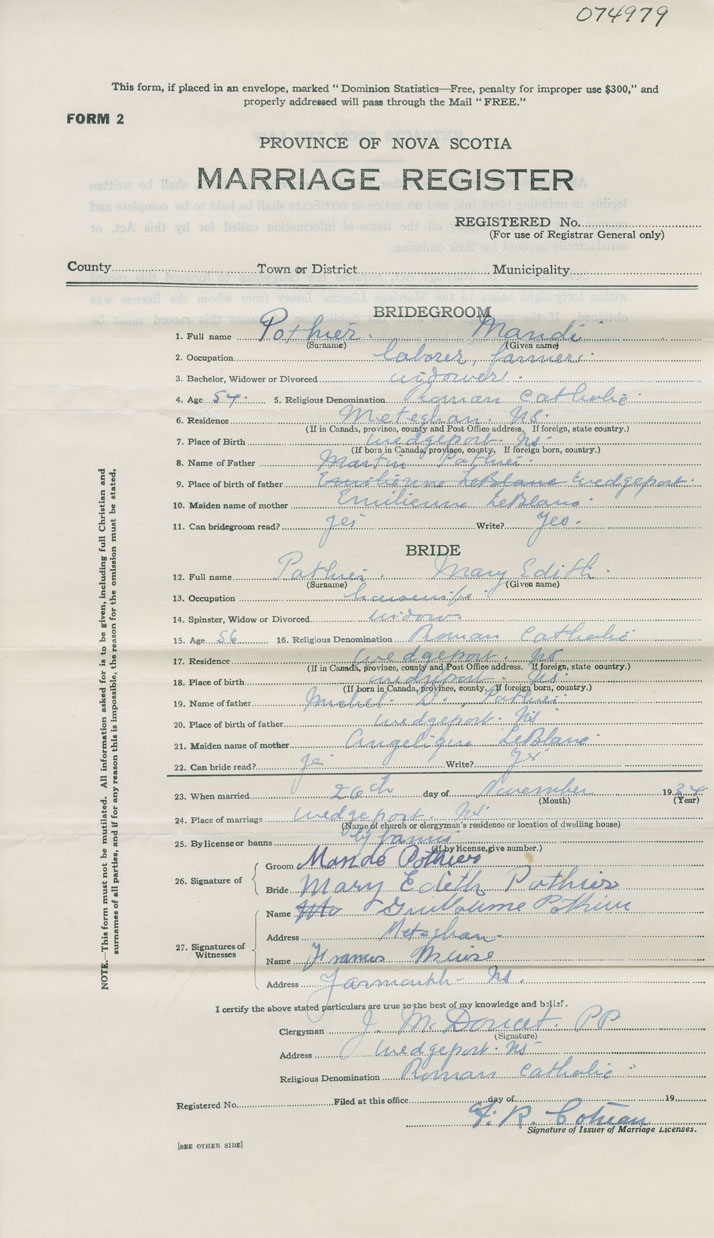 074979
This form, if placed in an envelope, marked "Dominion Statistics—Free, penalty for improper use $300," and
properly addressed will pass through the Mail "FREE."
FORM 2
PROVINCE OF NOVA SCOTIA
MARRIAGE REGISTER
REGISTERED No.
(For use of Registrar General only)
County Town or District Municipality
BRIDEGROOM
1. Full name Pothier Mandé
(Surname) (Given name)
2. Occupation laborer, farmer
3. Bachelor, Widower or Divorced widower
4. Age 54 5. Religious Denomination Roman Catholic
6. Residence Meteghan. NS.
(If in Canada, province, county and Post Office address. If foreign, state country.)
7. Place of Birth Wedgeport. NS.
(If born in Canada, province, county. If foreign born, country.)
8. Name of Father Martin Pothier
9. Place of birth of father Emilienne LeBlanc Wedgeport.
10. Maiden name of mother Emilienne LeBlanc.
11. Can bridegroom read? yes Write? Yes.
BRIDE
12. Full name Pothier Mary Edith
(Surname) (Given name)
13. Occupation housewife
14. Spinster, Widow or Divorced widow.
15. Age 56 16. Religious Denomination Roman Catholic
17. Residence Wedgeport. NS
(If in Canada, province, county and Post Office address. If foreign, state country.)
18. Place of birth Wedgeport. NS.
(If born in Canada, province, county. If foreign born, country.)
19. Name of father Michel Pothier
20. Place of birth of father Wedgeport. NS
21. Maiden name of mother Angelique LeBlanc
22. Can bride read? yes Write? Yes
23. When married 26th day of November 1934
(Month) (Year)
24. Place of marriage Wedgeport. NS.
(Name of church or clergyman's residence or location of dwelling house)
25. By license or banns by
(If by license, give number.)
26. Signature of
Groom Mande Pothier
Bride Mary Edith Pothier
27. Signatures of Witnesses
Name Guillaume Pothier
Address Meteghan.
Name Meuse
Address Yarmouth NS.
I certify the above stated particulars are true to the best of my knowledge and belief.
Clergyman J. M. Doucet. PP
(Signature)
Address Wedgeport. NS
Religious Denomination Roman Catholic
Registered No. Filed at this office day of 19
Signature of Issuer of Marriage Licenses.
[SEE OTHER SIDE]
NOTE.—This form must not be mutilated. All information asked for is to be given, including full Christian and
surnames of all parties, and if for any reason this is impossible, the reason for the omission must be stated.